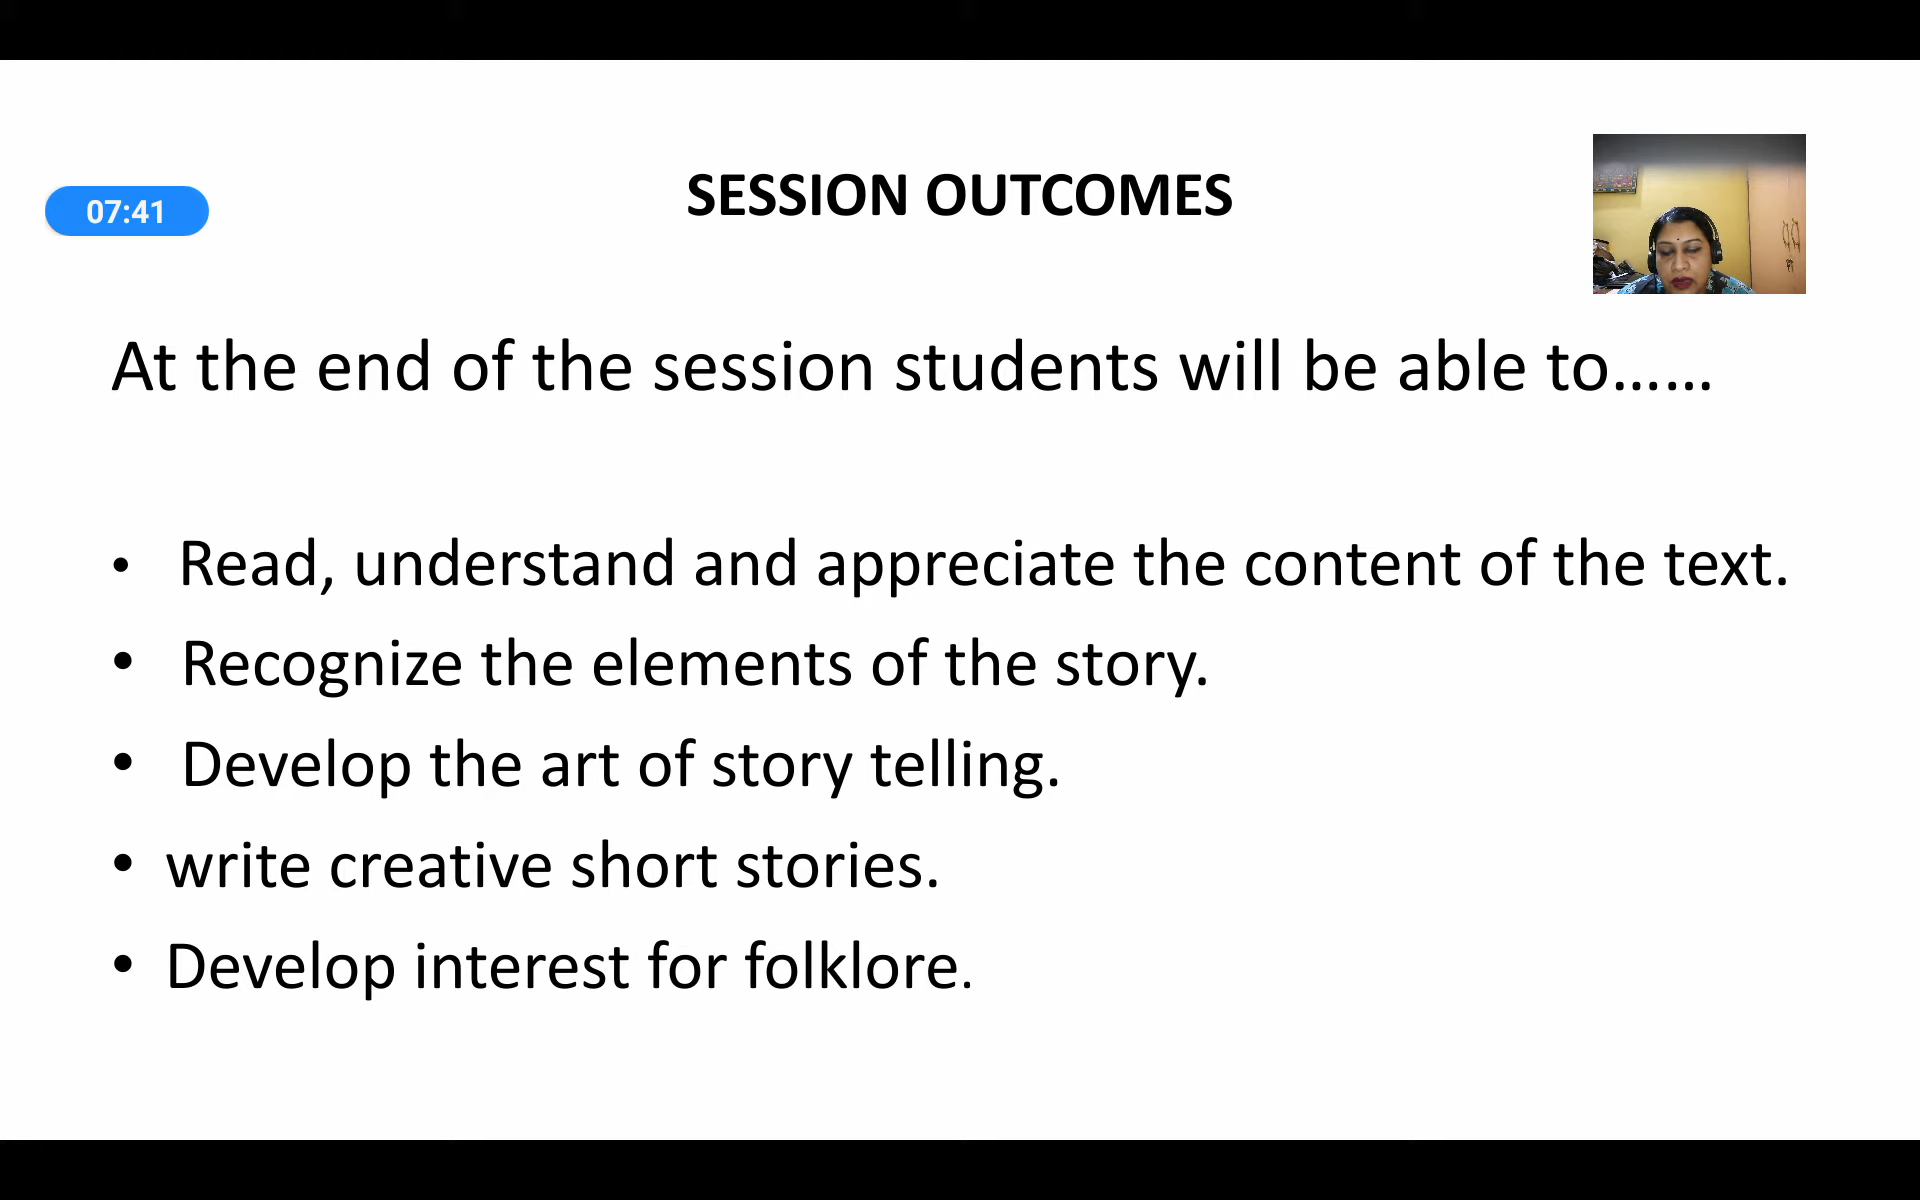 07:41
SESSION OUTCOMES
At the end of the session students will be able to......
• Read, understand and appreciate the content of the text.
• Recognize the elements of the story.
• Develop the art of story telling.
• write creative short stories.
• Develop interest for folklore.